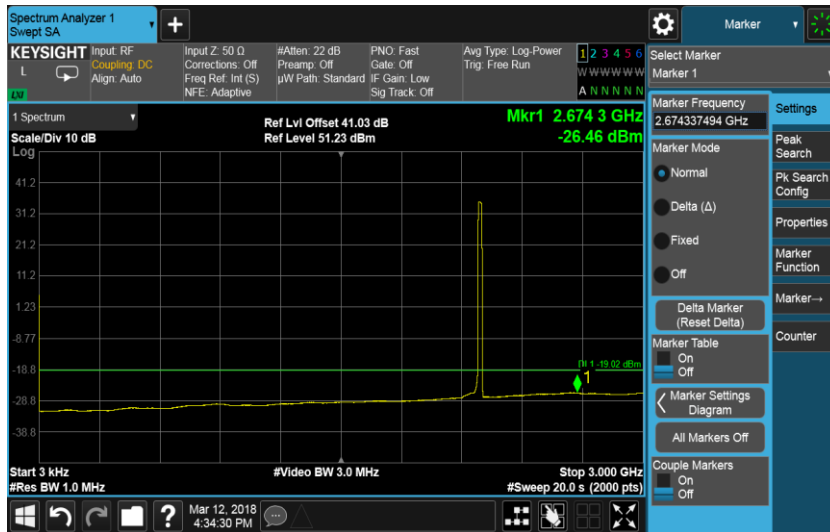 Spectrum Analyzer 1
Swept SA
Marker
KEYSIGHT
L
LXI
Input: RF
Coupling: DC
Align: Auto
Input Z: 50 Ω
Corrections: Off
Freq Ref: Int (S)
NFE: Adaptive
#Atten: 22 dB
Preamp: Off
µW Path: Standard
PNO: Fast
Gate: Off
IF Gain: Low
Sig Track: Off
Avg Type: Log-Power
Trig: Free Run
1 2 3 4 5 6
W W W W W W
A N N N N N
Select Marker
Marker 1
1 Spectrum
Scale/Div 10 dB
Log
Ref Lvl Offset 41.03 dB
Ref Level 51.23 dBm
Mkr1 2.674 3 GHz
-26.46 dBm
41.2
31.2
21.2
11.2
1.23
-8.77
-18.8
-28.8
-38.8
DL1 -19.02 dBm
1
Start 3 kHz
#Res BW 1.0 MHz
#Video BW 3.0 MHz
Stop 3.000 GHz
#Sweep 20.0 s (2000 pts)
Marker Frequency
2.674337494 GHz
Marker Mode
Normal
Delta (Δ)
Fixed
Off
Delta Marker
(Reset Delta)
Marker Table
On
Off
Marker Settings
Diagram
All Markers Off
Couple Markers
On
Off
Settings
Peak
Search
Pk Search
Config
Properties
Marker
Function
Marker→
Counter
?
Mar 12, 2018
4:34:30 PM